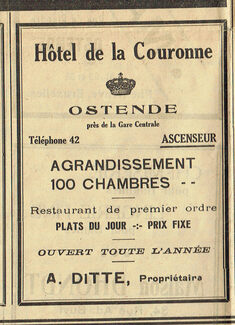 Hôtel de la Couronne
OSTENDE
près de la Gare Centrale
Téléphone 42 ASCENSEUR
AGRANDISSEMENT
100 CHAMBRES - -
Restaurant de premier ordre
PLATS DU JOUR -:- PRIX FIXE
OUVERT TOUTE L'ANNÉE
A. DITTE, Propriétaire